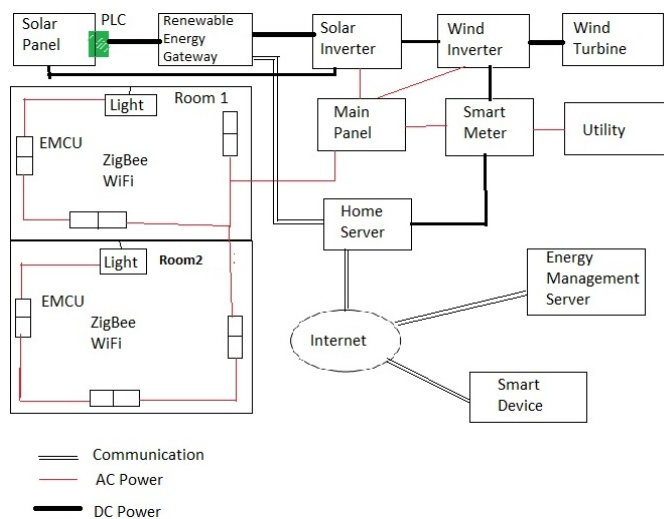 Solar
Panel
PLC
Renewable
Energy
Gateway
Solar
Inverter
Wind
Inverter
Wind
Turbine
Light
Room 1
Main
Panel
Smart
Meter
Utility
EMCU
ZigBee
WiFi
Home
Server
Light
Room2
EMCU
ZigBee
WiFi
Energy
Management
Server
Internet
Smart
Device
Communication
AC Power
DC Power